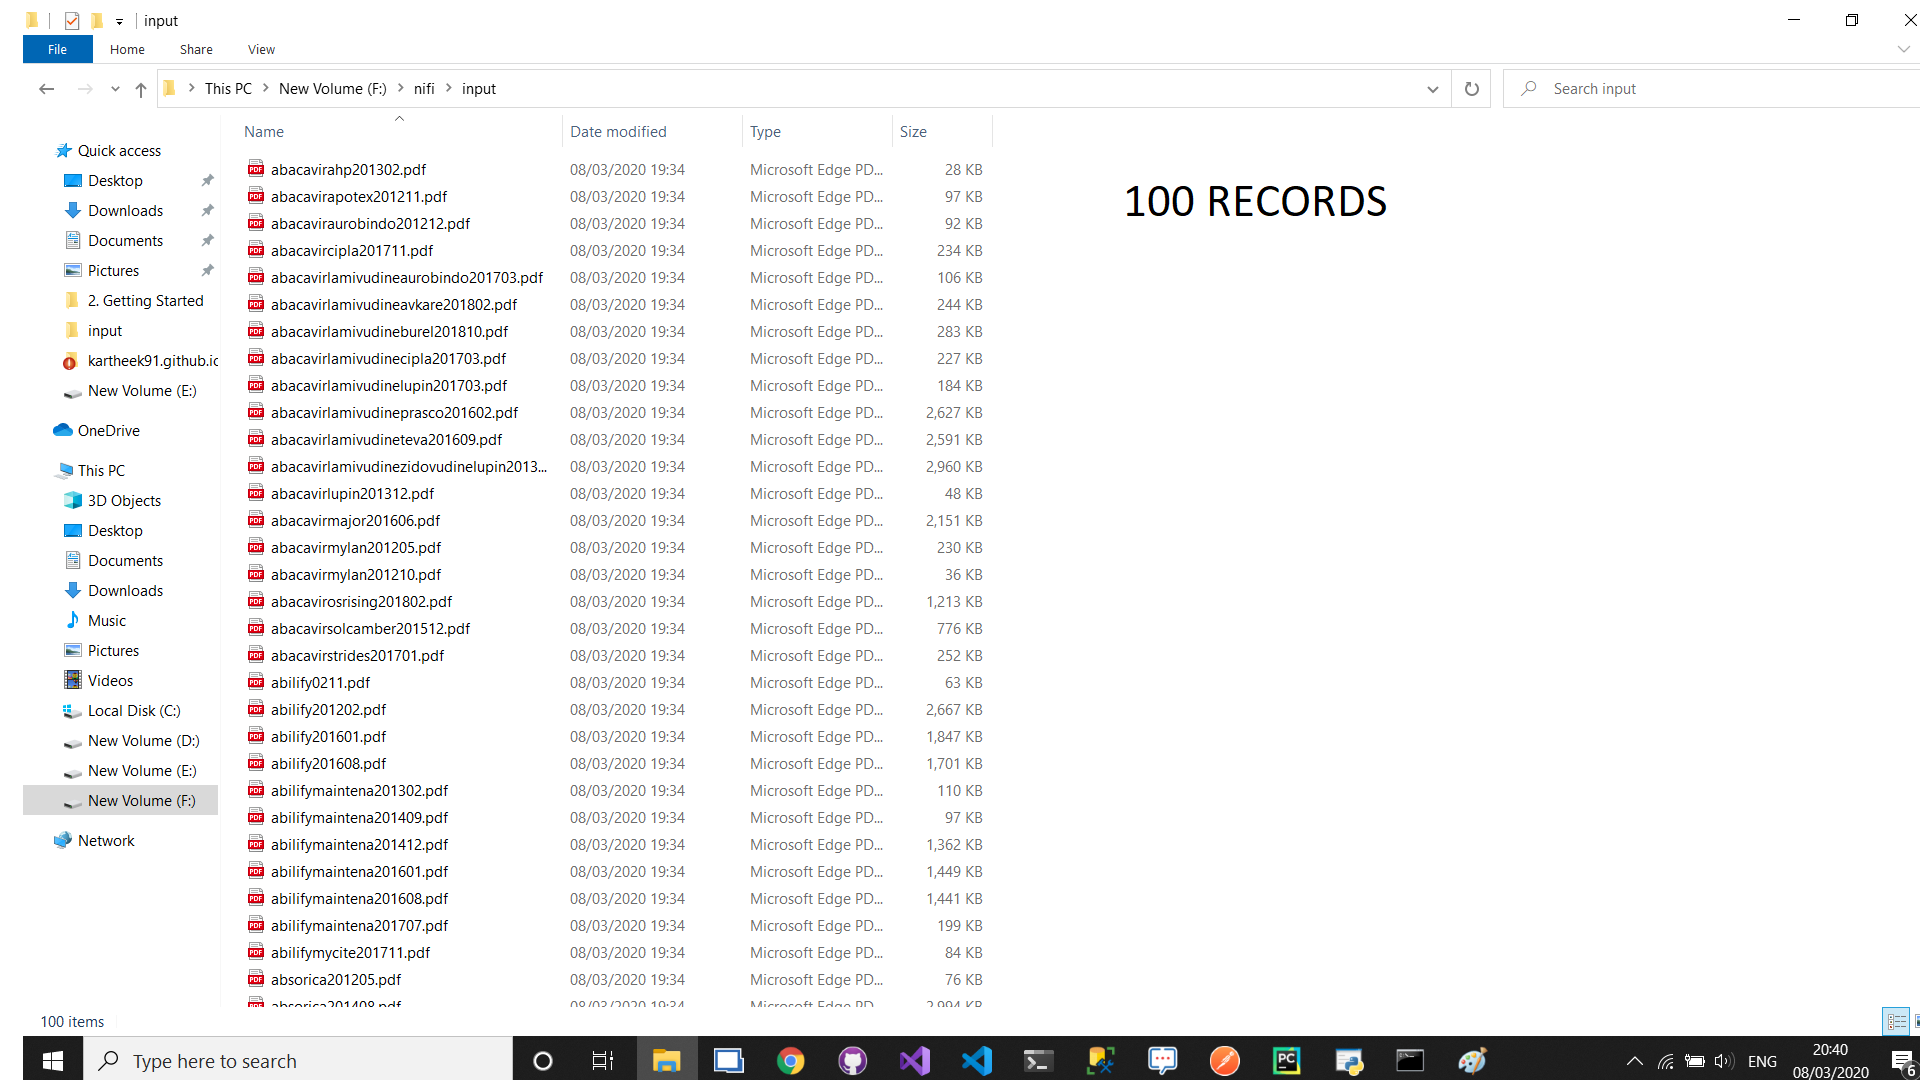 input
File Home Share View
This PC New Volume (F:) nifi input
Search input
Name Date modified Type Size
Quick access
Desktop
Downloads
Documents
Pictures
2. Getting Started
input
kartheek91.github.ic
New Volume (E:)
OneDrive
This PC
3D Objects
Desktop
Documents
Downloads
Music
Pictures
Videos
Local Disk (C:)
New Volume (D:)
New Volume (E:)
New Volume (F:)
Network
abacavirahp201302.pdf 08/03/2020 19:34 Microsoft Edge PD... 28 KB
abacavirapotex201211.pdf 08/03/2020 19:34 Microsoft Edge PD... 97 KB
abacaviraurobindo201212.pdf 08/03/2020 19:34 Microsoft Edge PD... 92 KB
abacavircipla201711.pdf 08/03/2020 19:34 Microsoft Edge PD... 234 KB
abacavirlamivudineaurobindo201703.pdf 08/03/2020 19:34 Microsoft Edge PD... 106 KB
abacavirlamivudineavkare201802.pdf 08/03/2020 19:34 Microsoft Edge PD... 244 KB
abacavirlamivudineburel201810.pdf 08/03/2020 19:34 Microsoft Edge PD... 283 KB
abacavirlamivudinecipla201703.pdf 08/03/2020 19:34 Microsoft Edge PD... 227 KB
abacavirlamivudinelupin201703.pdf 08/03/2020 19:34 Microsoft Edge PD... 184 KB
abacavirlamivudineprasco201602.pdf 08/03/2020 19:34 Microsoft Edge PD... 2,627 KB
abacavirlamivudineteva201609.pdf 08/03/2020 19:34 Microsoft Edge PD... 2,591 KB
abacavirlamivudinezidovudinelupin2013... 08/03/2020 19:34 Microsoft Edge PD... 2,960 KB
abacavirlupin201312.pdf 08/03/2020 19:34 Microsoft Edge PD... 48 KB
abacavirmajor201606.pdf 08/03/2020 19:34 Microsoft Edge PD... 2,151 KB
abacavirmylan201205.pdf 08/03/2020 19:34 Microsoft Edge PD... 230 KB
abacavirmylan201210.pdf 08/03/2020 19:34 Microsoft Edge PD... 36 KB
abacavirosrising201802.pdf 08/03/2020 19:34 Microsoft Edge PD... 1,213 KB
abacavirsolcamber201512.pdf 08/03/2020 19:34 Microsoft Edge PD... 776 KB
abacavirstrides201701.pdf 08/03/2020 19:34 Microsoft Edge PD... 252 KB
abilify0211.pdf 08/03/2020 19:34 Microsoft Edge PD... 63 KB
abilify201202.pdf 08/03/2020 19:34 Microsoft Edge PD... 2,667 KB
abilify201601.pdf 08/03/2020 19:34 Microsoft Edge PD... 1,847 KB
abilify201608.pdf 08/03/2020 19:34 Microsoft Edge PD... 1,701 KB
abilifymaintena201302.pdf 08/03/2020 19:34 Microsoft Edge PD... 110 KB
abilifymaintena201409.pdf 08/03/2020 19:34 Microsoft Edge PD... 97 KB
abilifymaintena201412.pdf 08/03/2020 19:34 Microsoft Edge PD... 1,362 KB
abilifymaintena201601.pdf 08/03/2020 19:34 Microsoft Edge PD... 1,449 KB
abilifymaintena201608.pdf 08/03/2020 19:34 Microsoft Edge PD... 1,441 KB
abilifymaintena201707.pdf 08/03/2020 19:34 Microsoft Edge PD... 199 KB
abilifymycite201711.pdf 08/03/2020 19:34 Microsoft Edge PD... 84 KB
absorica201205.pdf 08/03/2020 19:34 Microsoft Edge PD... 76 KB
absorica201408.pdf 08/03/2020 19:34 Microsoft Edge PD... 2,994 KB
100 RECORDS
100 items
Type here to search
ENG
20:40
08/03/2020
6